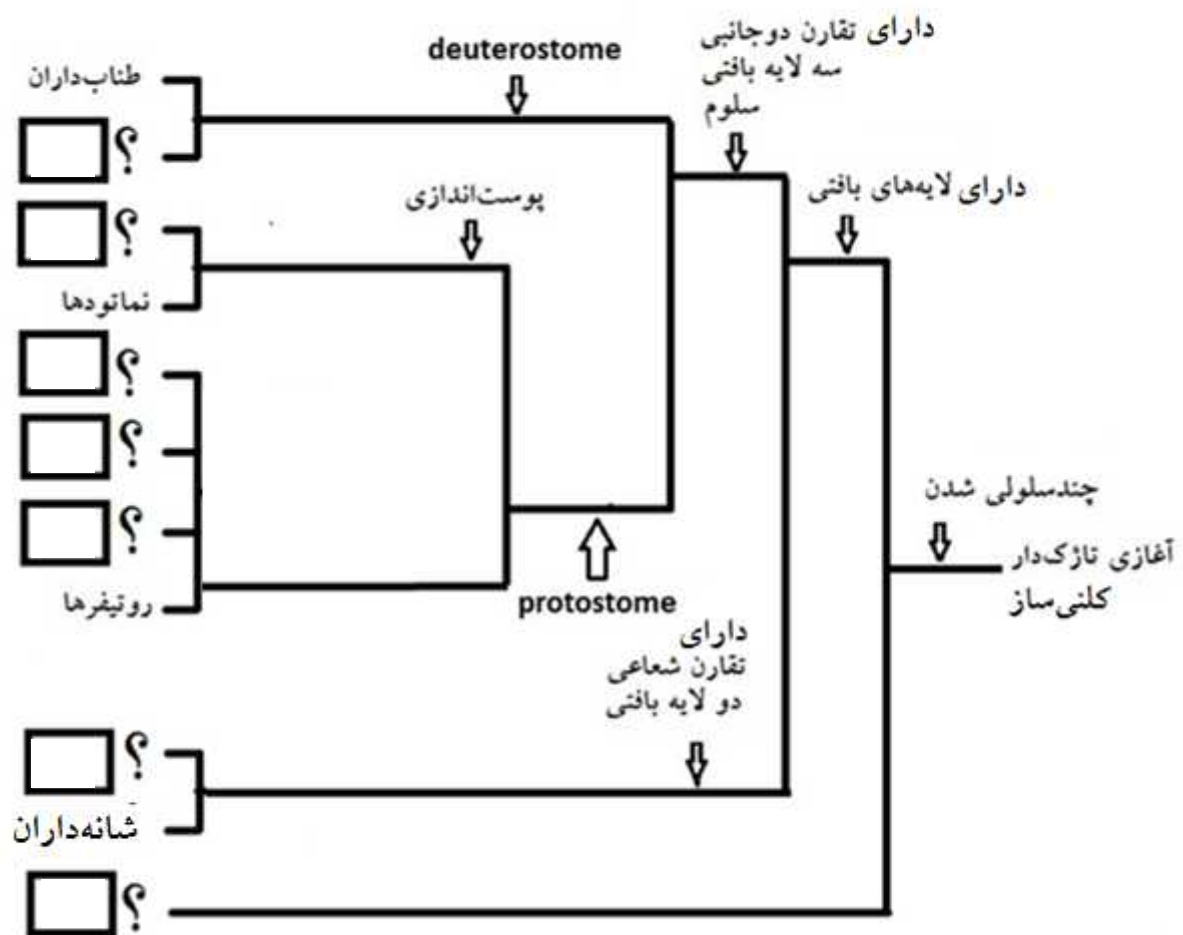 deuterostome
دارای تقارن دوجانبی
سه لایه بافتی
سلوم
طناب‌داران
؟
؟
پوست‌اندازی
دارای لایه‌های بافتی
نماتودها
؟
؟
؟
روتیفرها
protostome
چندسلولی شدن
آغازی تاژک‌دار
کلنی‌ساز
دارای
تقارن شعاعی
دو لایه بافتی
؟
شانه‌داران
؟